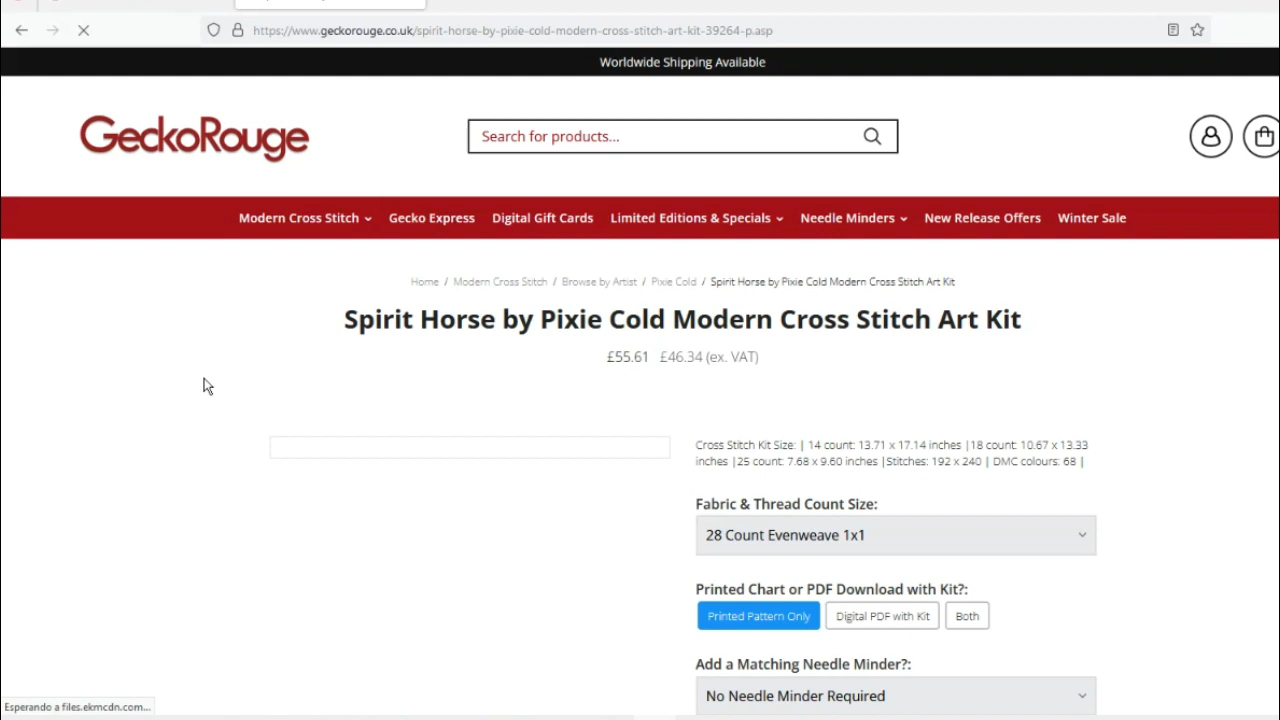 https://www.geckorouge.co.uk/spirit-horse-by-pixie-cold-modern-cross-stitch-art-kit-39264-p.asp
Worldwide Shipping Available
GeckoRouge
Search for products...
Modern Cross Stitch Gecko Express Digital Gift Cards Limited Editions & Specials Needle Minders New Release Offers Winter Sale
Home / Modern Cross Stitch / Browse by Artist / Pixie Cold / Spirit Horse by Pixie Cold Modern Cross Stitch Art Kit
Spirit Horse by Pixie Cold Modern Cross Stitch Art Kit
£55.61 £46.34 (ex. VAT)
Cross Stitch Kit Size: | 14 count: 13.71 x 17.14 inches |18 count: 10.67 x 13.33
inches |25 count: 7.68 x 9.60 inches |Stitches: 192 x 240 | DMC colours: 68 |
Fabric & Thread Count Size:
28 Count Evenweave 1x1
Printed Chart or PDF Download with Kit?:
Printed Pattern Only Digital PDF with Kit Both
Add a Matching Needle Minder?:
No Needle Minder Required
Esperando a files.ekmcdn.com...